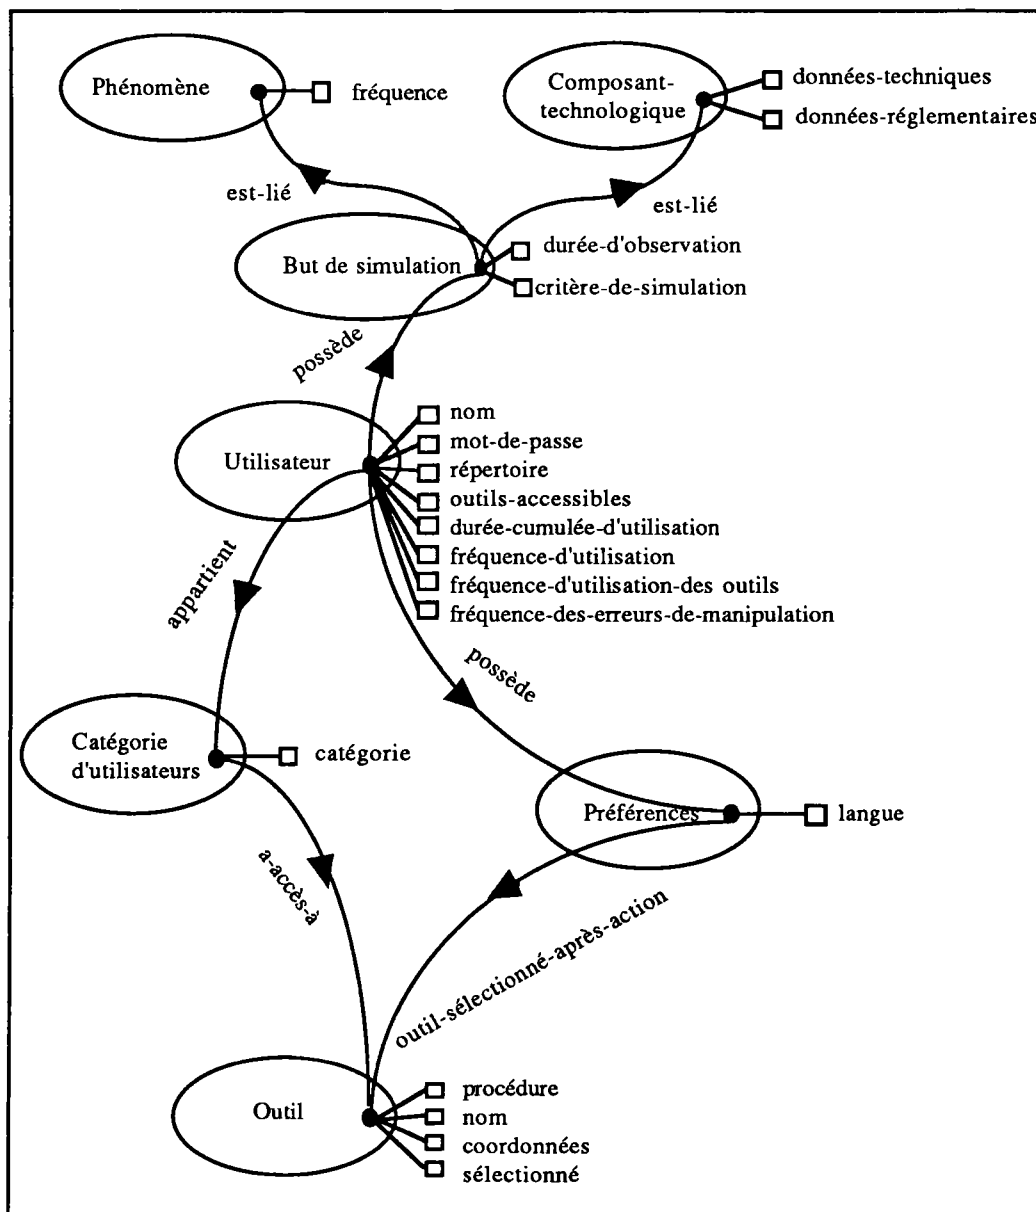 Phénomène
fréquence
Composant-
technologique
données-techniques
données-réglementaires
est-lié
est-lié
But de simulation
durée-d'observation
critère-de-simulation
possède
Utilisateur
nom
mot-de-passe
répertoire
outils-accessibles
durée-cumulée-d'utilisation
fréquence-d'utilisation
fréquence-d'utilisation-des outils
fréquence-des-erreurs-de-manipulation
appartient
possède
Catégorie
d'utilisateurs
catégorie
Préférences
langue
a-accès-à
outil-sélectionné-après-action
Outil
procédure
nom
coordonnées
sélectionné